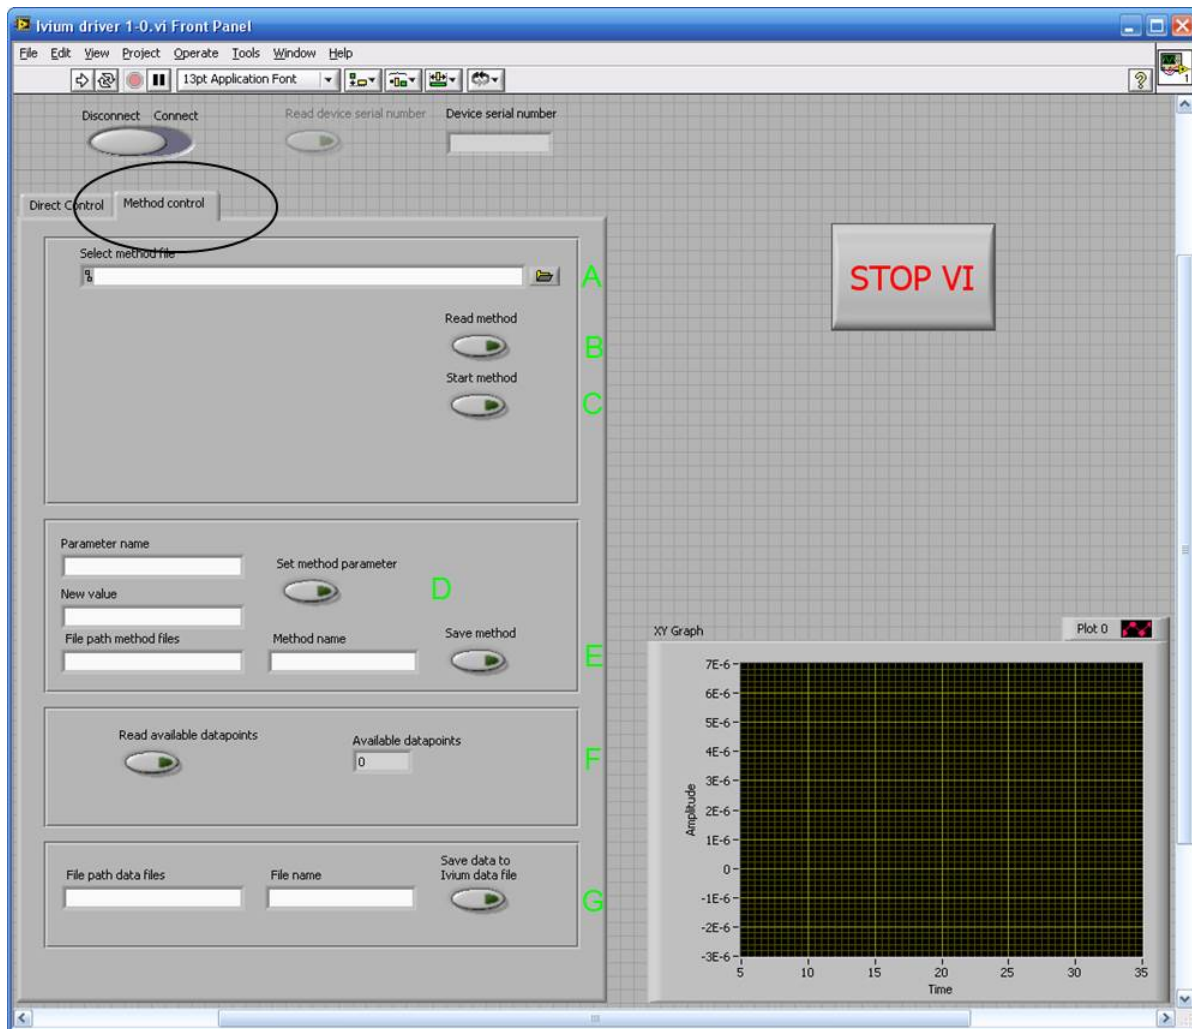 Ivium driver 1-0.vi Front Panel
File Edit View Project Operate Tools Window Help
13pt Application Font
1
Disconnect Connect
Read device serial number
Device serial number
Direct Control
Method control
Select method file
A
Read method
B
Start method
C
STOP VI
Parameter name
Set method parameter
D
New value
File path method files
Method name
Save method
E
Read available datapoints
Available datapoints
0
F
File path data files
File name
Save data to
Ivium data file
G
XY Graph
Plot 0
Amplitude
7E-6
6E-6
5E-6
4E-6
3E-6
2E-6
1E-6
0
-1E-6
-2E-6
-3E-6
5 10 15 20 25 30 35
Time